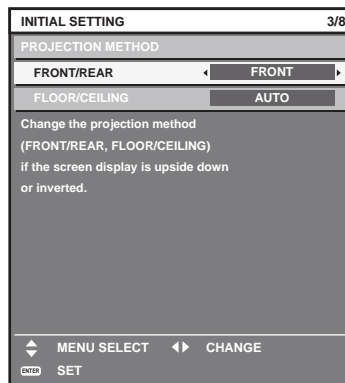 INITIAL SETTING 3/8
PROJECTION METHOD
FRONT/REAR FRONT
FLOOR/CEILING AUTO
Change the projection method
(FRONT/REAR, FLOOR/CEILING)
if the screen display is upside down
or inverted.
MENU SELECT CHANGE
ENTER SET